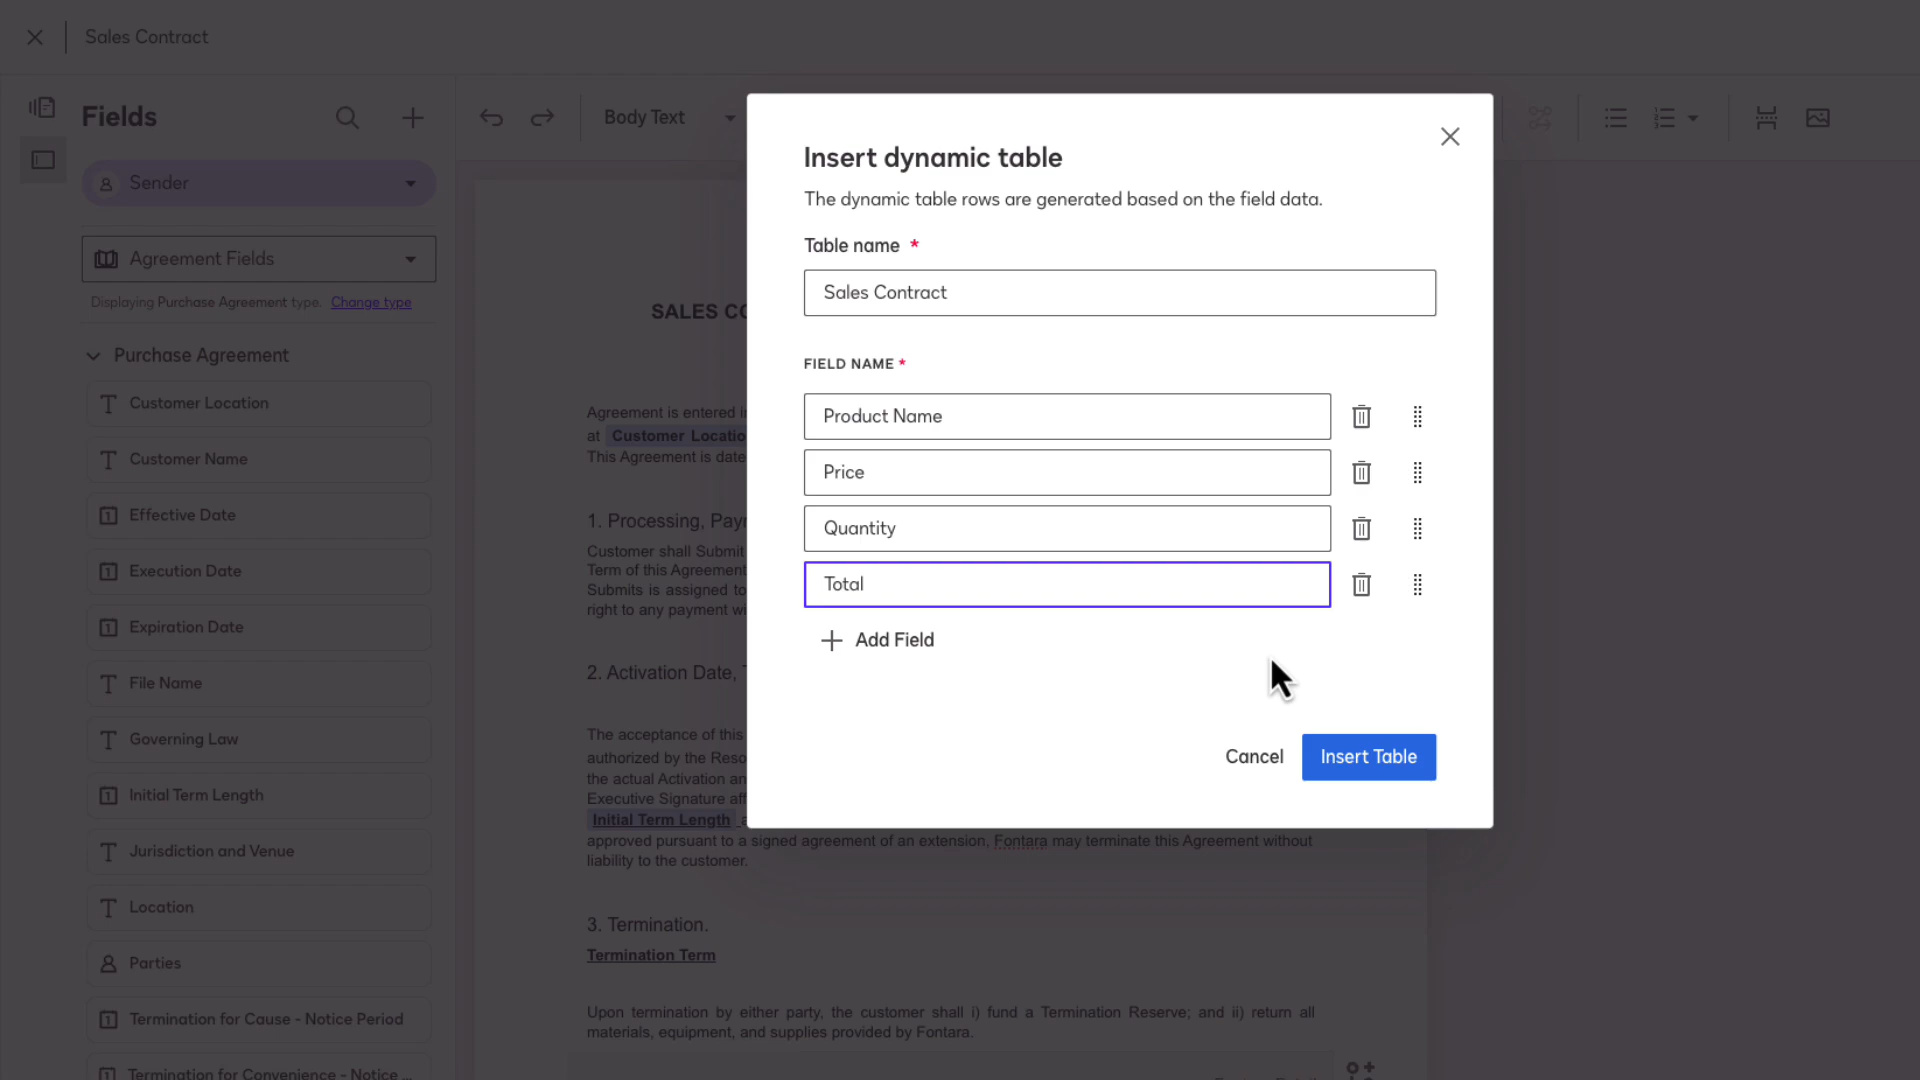 Sales Contract
Fields
Body Text
Sender
Agreement Fields
Displaying Purchase Agreement type. Change type
Purchase Agreement
Customer Location
Customer Name
Effective Date
Execution Date
Expiration Date
File Name
Governing Law
Initial Term Length
Jurisdiction and Venue
Location
Parties
Termination for Cause - Notice Period
Termination for Convenience - Notice ...
SALES CO
Agreement is entered i
at Customer Locatio
This Agreement is date
1. Processing, Payr
Customer shall Submit
Term of this Agreement
Submits is assigned to
right to any payment wi
2. Activation Date,
The acceptance of this
authorized by the Reso
the actual Activation an
Executive Signature aff
Initial Term Length a
approved pursuant to a signed agreement of an extension, Fontara may terminate this Agreement without
liability to the customer.
3. Termination.
Termination Term
Upon termination by either party, the customer shall i) fund a Termination Reserve; and ii) return all
materials, equipment, and supplies provided by Fontara.
Insert dynamic table
The dynamic table rows are generated based on the field data.
Table name *
Sales Contract
FIELD NAME *
Product Name
Price
Quantity
Total
Add Field
Cancel
Insert Table